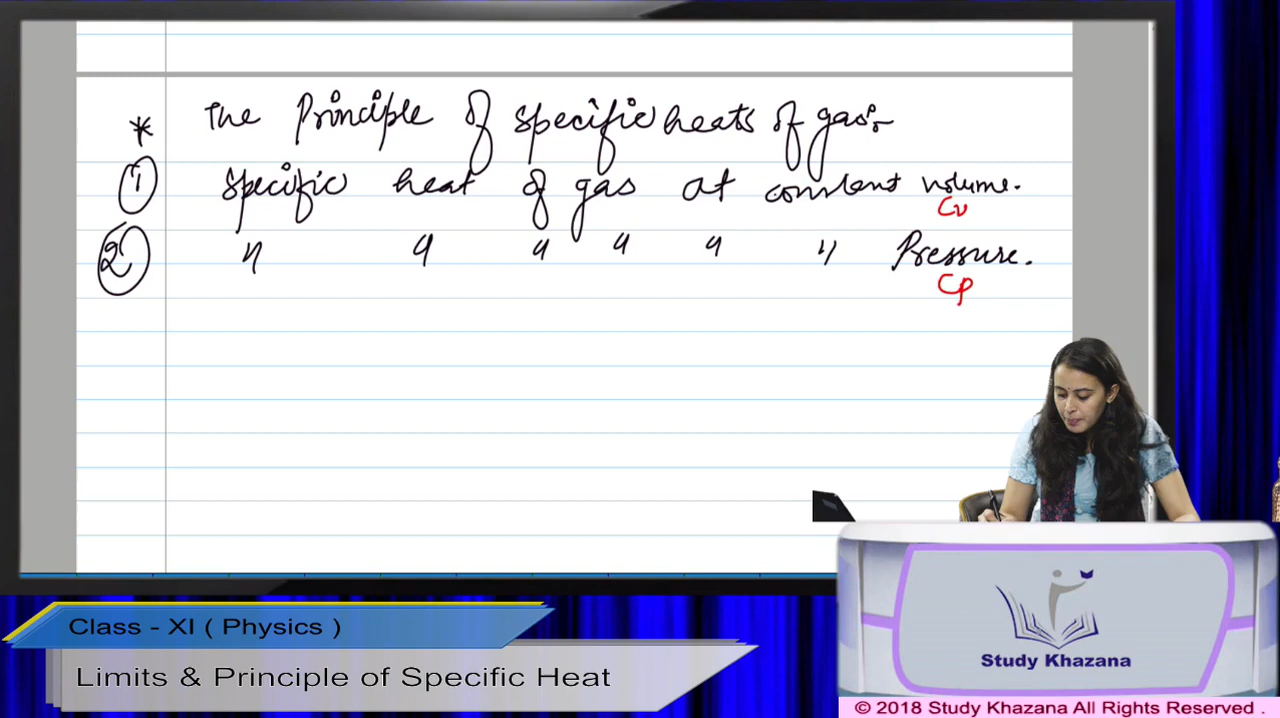 * The Principle of specific heats of gas:-
① specific heat of gas at constant volume.
Cv
② " " " " " " Pressure.
Cp
Class - XI ( Physics )
Limits & Principle of Specific Heat
Study Khazana
© 2018 Study Khazana All Rights Reserved .